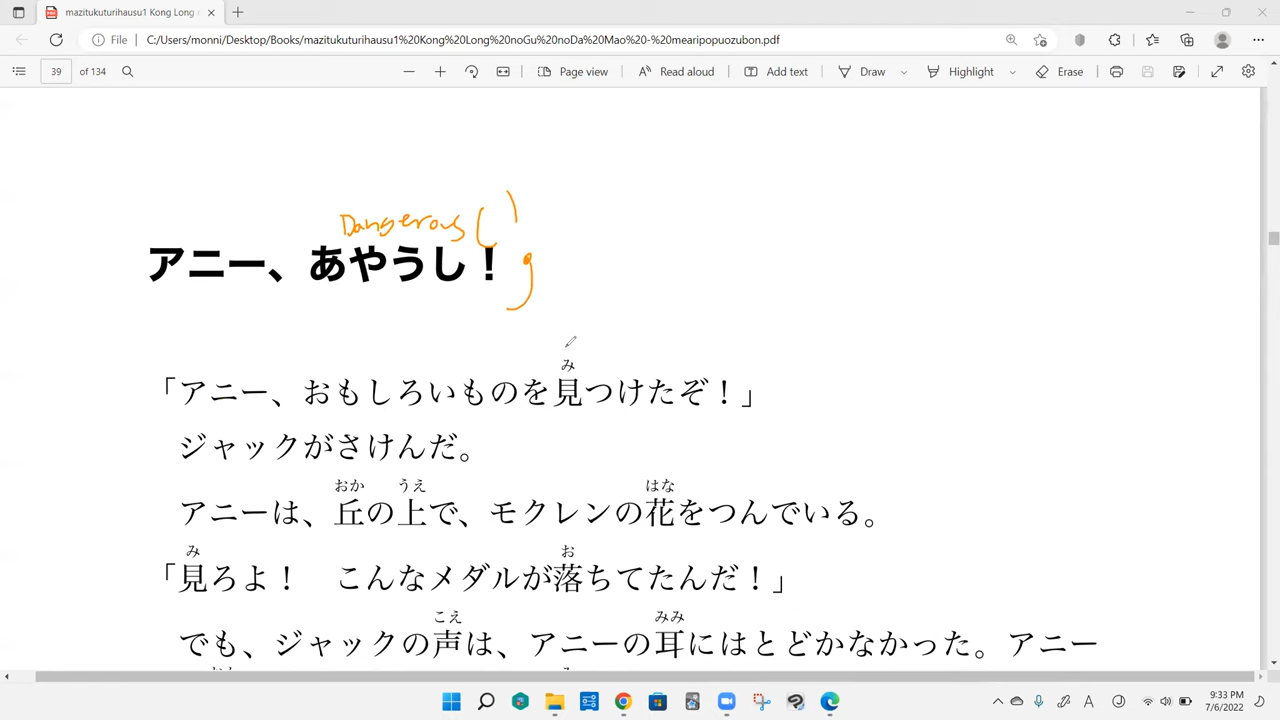 mazitukuturihausu1 Kong Long
File
C:/Users/monni/Desktop/Books/mazitukuturihausu1%20Kong%20Long%20noGu%20noDa%20Mao%20-%20mearipopuozubon.pdf
39 of 134
Page view
Read aloud
Add text
Draw
Highlight
Erase
Dangerous (
アニー、あやうし！
み
「アニー、おもしろいものを見つけたぞ！」
ジャックがさけんだ。
おか うえ はな
アニーは、丘の上で、モクレンの花をつんでいる。
み お
「見ろよ！　こんなメダルが落ちてたんだ！」
こえ みみ
でも、ジャックの声は、アニーの耳にはとどかなかった。アニー
9:33 PM
7/6/2022